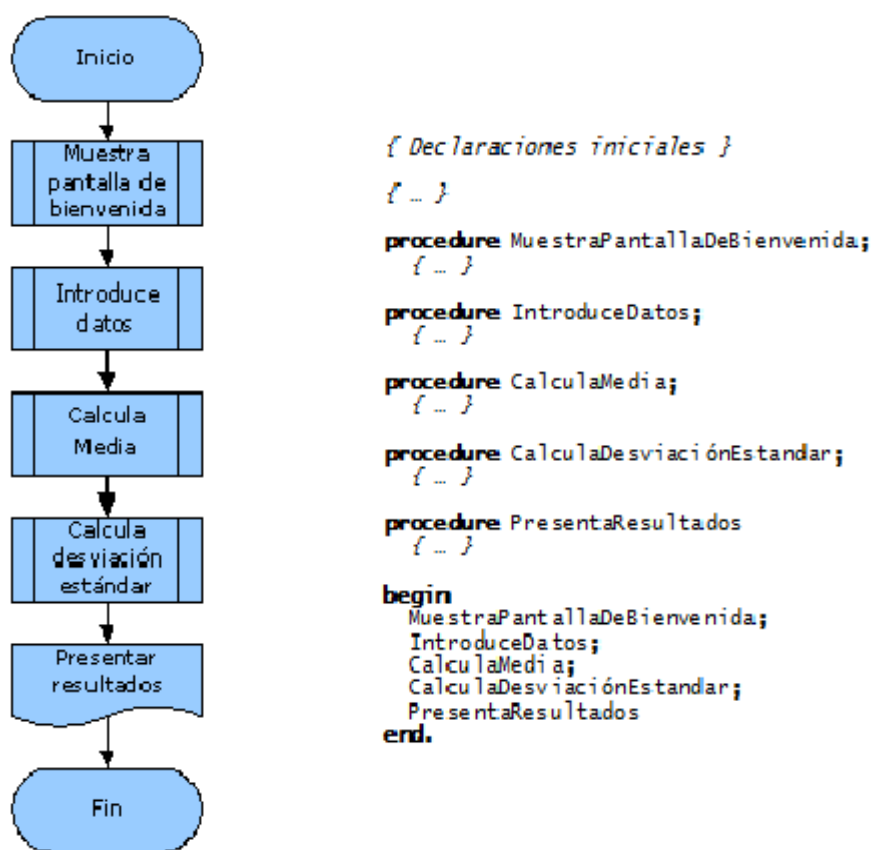 Inicio
Muestra
pantalla de
bienvenida
Introduce
datos
Calcula
Media
Calcula
desviación
estándar
Presentar
resultados
Fin
{ Declaraciones iniciales }
{ … }
procedure MuestraPantallaDeBienvenida;
{ … }
procedure IntroduceDatos;
{ … }
procedure CalculaMedia;
{ … }
procedure CalculaDesviaciónEstandar;
{ … }
procedure PresentaResultados
{ … }
begin
MuestraPantallaDeBienvenida;
IntroduceDatos;
CalculaMedia;
CalculaDesviaciónEstandar;
PresentaResultados
end.